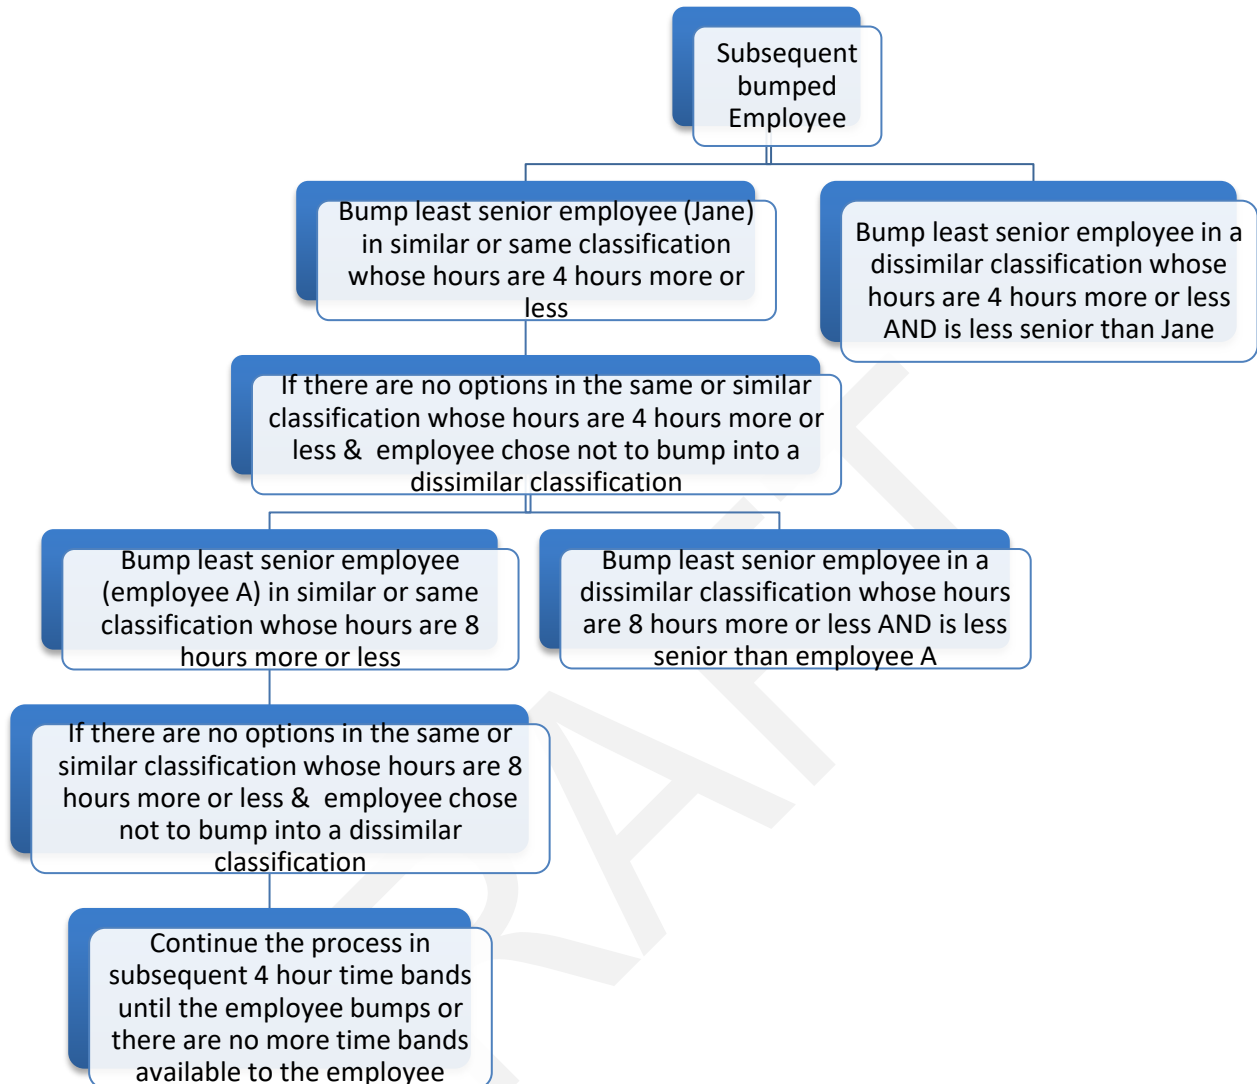 Subsequent
bumped
Employee
Bump least senior employee (Jane)
in similar or same classification
whose hours are 4 hours more or
less
Bump least senior employee in a
dissimilar classification whose
hours are 4 hours more or less
AND is less senior than Jane
If there are no options in the same or similar
classification whose hours are 4 hours more or
less &  employee chose not to bump into a
dissimilar classification
Bump least senior employee
(employee A) in similar or same
classification whose hours are 8
hours more or less
Bump least senior employee in a
dissimilar classification whose hours
are 8 hours more or less AND is less
senior than employee A
If there are no options in the same or
similar classification whose hours are 8
hours more or less &  employee chose
not to bump into a dissimilar
classification
Continue the process in
subsequent 4 hour time bands
until the employee bumps or
there are no more time bands
available to the employee
DRAFT